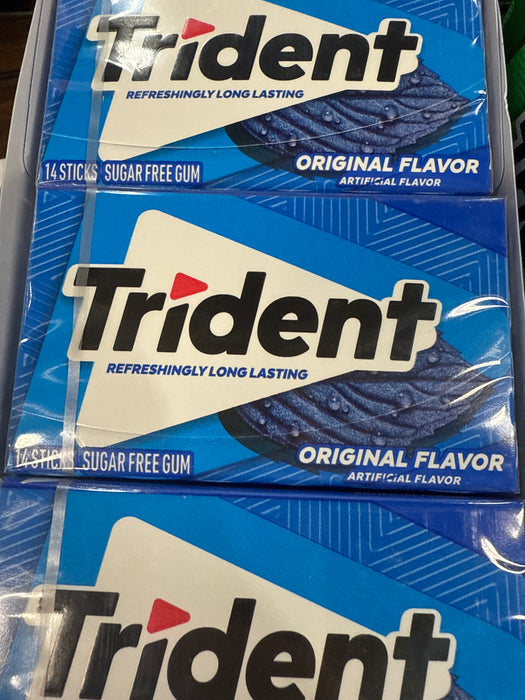 Trident
REFRESHINGLY LONG LASTING
14 STICKS SUGAR FREE GUM
ORIGINAL FLAVOR
ARTIFICIAL FLAVOR
Trident
REFRESHINGLY LONG LASTING
14 STICKS SUGAR FREE GUM
ORIGINAL FLAVOR
ARTIFICIAL FLAVOR
Trident